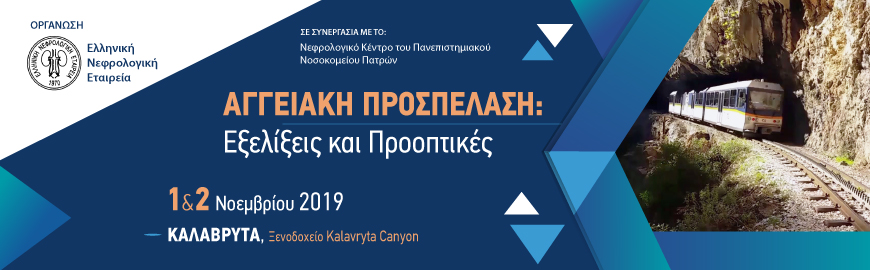 ΟΡΓΑΝΩΣΗ
ΕΛΛΗΝΙΚΗ ΝΕΦΡΟΛΟΓΙΚΗ ΕΤΑΙΡΕΙΑ
1970
Ελληνική
Νεφρολογική
Εταιρεία
ΣΕ ΣΥΝΕΡΓΑΣΙΑ ΜΕ ΤΟ:
Νεφρολογικό Κέντρο του Πανεπιστημιακού
Νοσοκομείου Πατρών
ΑΓΓΕΙΑΚΗ ΠΡΟΣΠΕΛΑΣΗ:
Εξελίξεις και Προοπτικές
1&2 Νοεμβρίου 2019
ΚΑΛΑΒΡΥΤΑ, Ξενοδοχείο Kalavryta Canyon